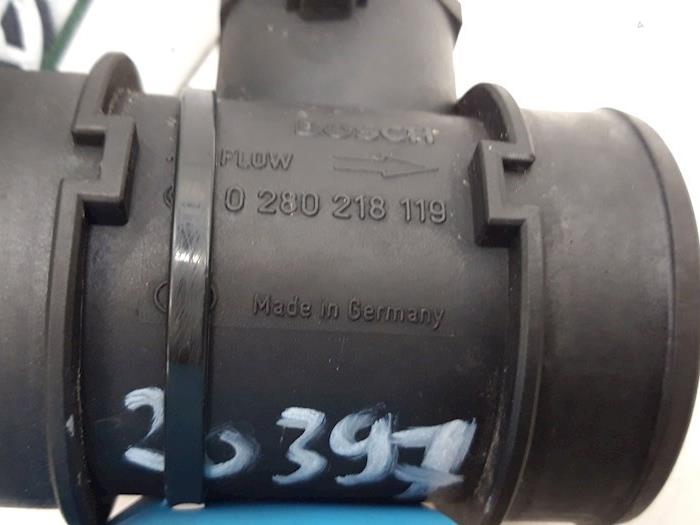 BOSCH
FLOW
0 280 218 119
Made in Germany
20397